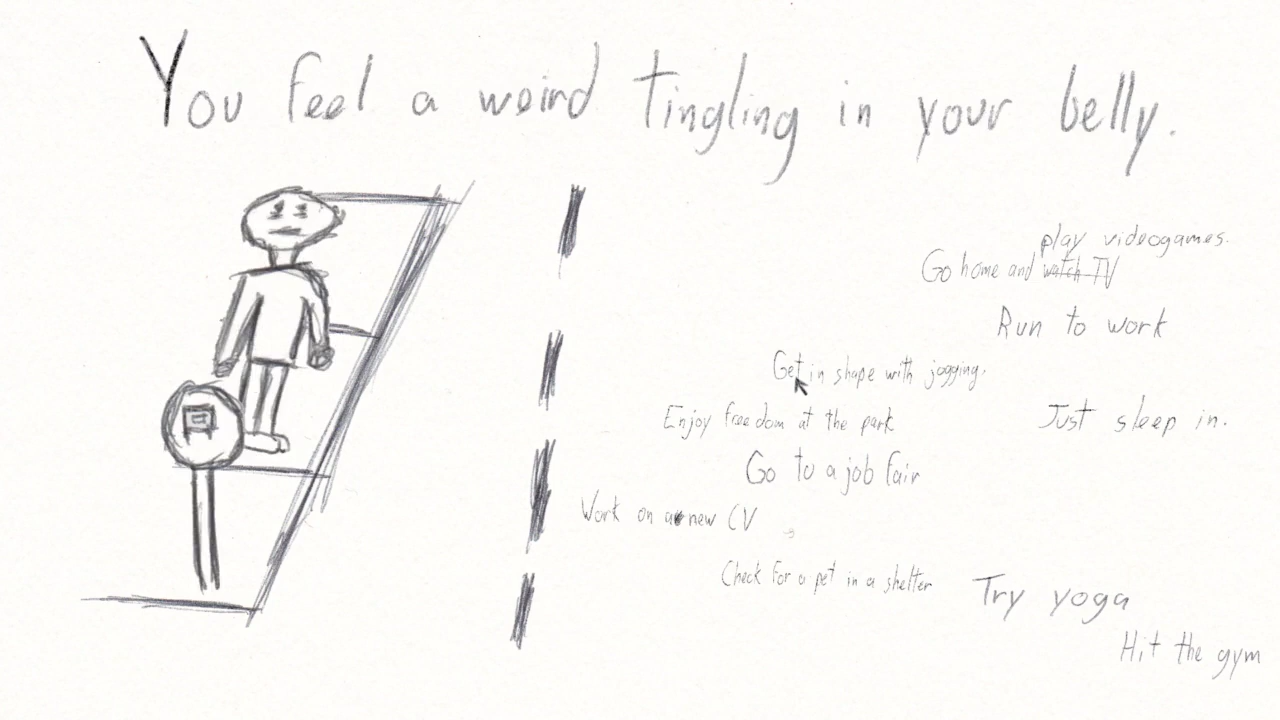 You feel a weird tingling in your belly.
play videogames.
Go home and watch TV
Run to work
Get in shape with jogging.
Enjoy freedom at the park
Just sleep in.
Go to a job fair
Work on a new CV
Check for a pet in a shelter
Try yoga
Hit the gym